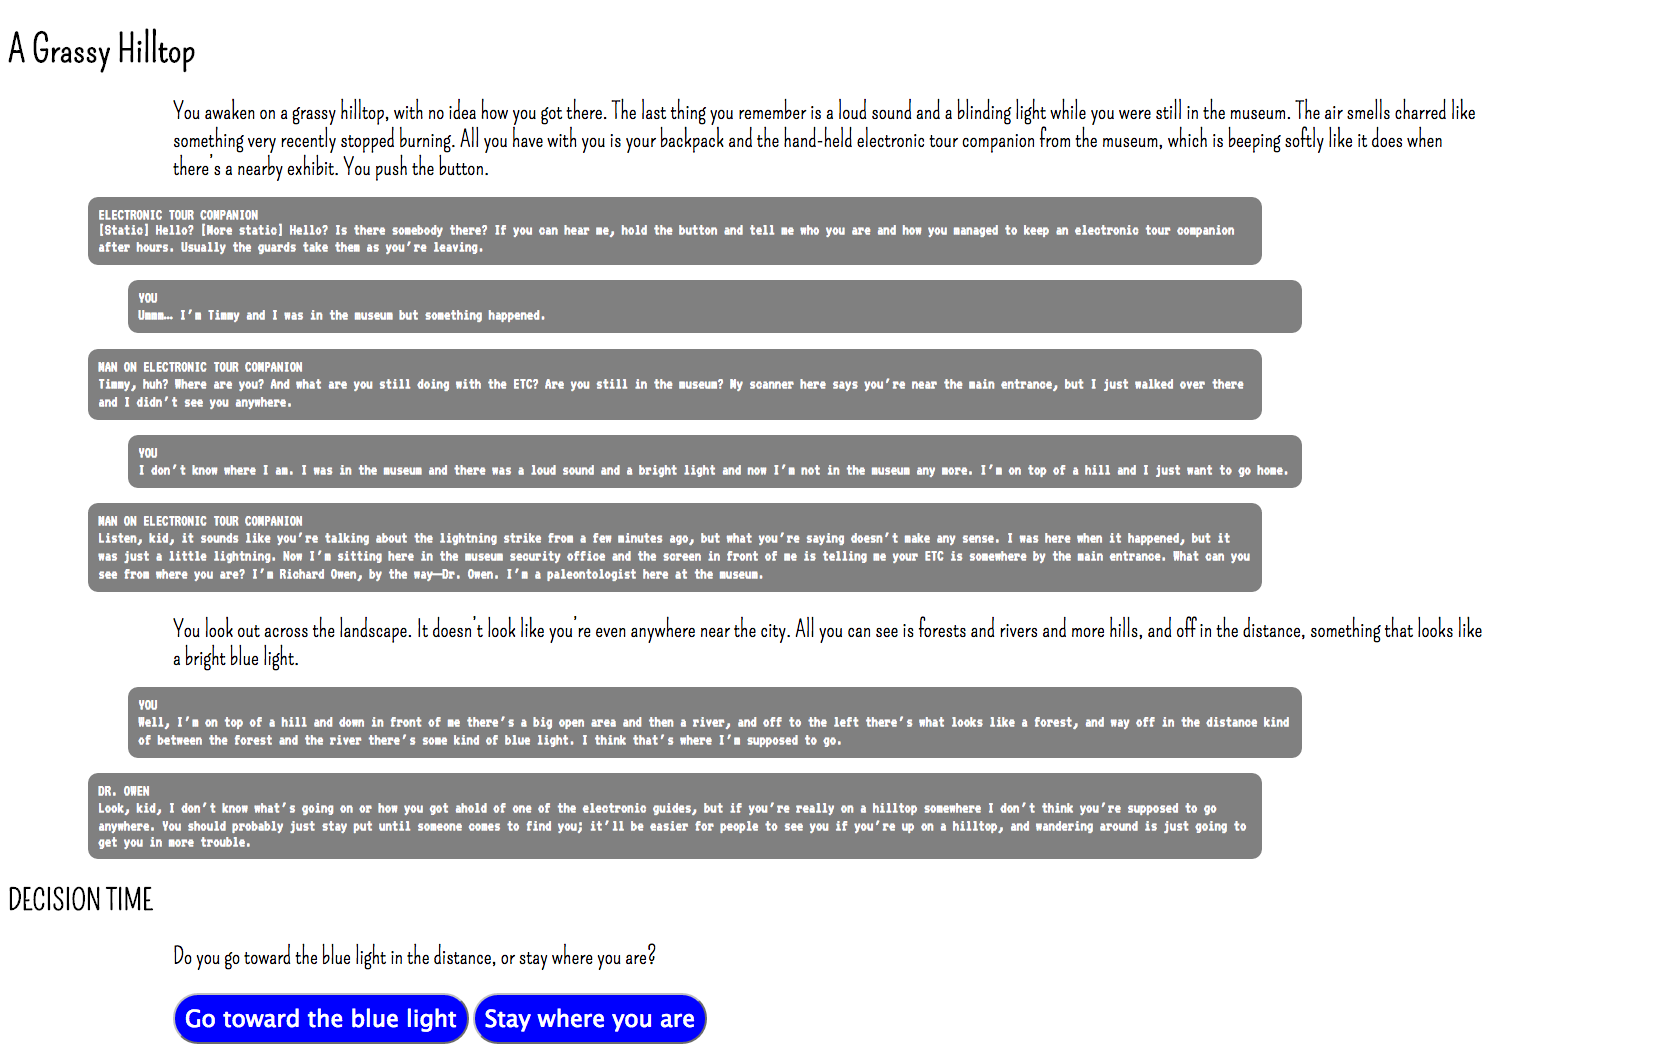 A Grassy Hilltop
You awaken on a grassy hilltop, with no idea how you got there. The last thing you remember is a loud sound and a blinding light while you were still in the museum. The air smells charred like
something very recently stopped burning. All you have with you is your backpack and the hand-held electronic tour companion from the museum, which is beeping softly like it does when
there's a nearby exhibit. You push the button.
ELECTRONIC TOUR COMPANION
[Static] Hello? [More static] Hello? Is there somebody there? If you can hear me, hold the button and tell me who you are and how you managed to keep an electronic tour companion
after hours. Usually the guards take them as you're leaving.
YOU
Ummm… I'm Timmy and I was in the museum but something happened.
MAN ON ELECTRONIC TOUR COMPANION
Timmy, huh? Where are you? And what are you still doing with the ETC? Are you still in the museum? My scanner here says you're near the main entrance, but I just walked over there
and I didn't see you anywhere.
YOU
I don't know where I am. I was in the museum and there was a loud sound and a bright light and now I'm not in the museum any more. I'm on top of a hill and I just want to go home.
MAN ON ELECTRONIC TOUR COMPANION
Listen, kid, it sounds like you're talking about the lightning strike from a few minutes ago, but what you're saying doesn't make any sense. I was here when it happened, but it
was just a little lightning. Now I'm sitting here in the museum security office and the screen in front of me is telling me your ETC is somewhere by the main entrance. What can you
see from where you are? I'm Richard Owen, by the way—Dr. Owen. I'm a paleontologist here at the museum.
You look out across the landscape. It doesn't look like you're even anywhere near the city. All you can see is forests and rivers and more hills, and off in the distance, something that looks like
a bright blue light.
YOU
Well, I'm on top of a hill and down in front of me there's a big open area and then a river, and off to the left there's what looks like a forest, and way off in the distance kind
of between the forest and the river there's some kind of blue light. I think that's where I'm supposed to go.
DR. OWEN
Look, kid, I don't know what's going on or how you got ahold of one of the electronic guides, but if you're really on a hilltop somewhere I don't think you're supposed to go
anywhere. You should probably just stay put until someone comes to find you; it'll be easier for people to see you if you're up on a hilltop, and wandering around is just going to
get you in more trouble.
DECISION TIME
Do you go toward the blue light in the distance, or stay where you are?
Go toward the blue light Stay where you are